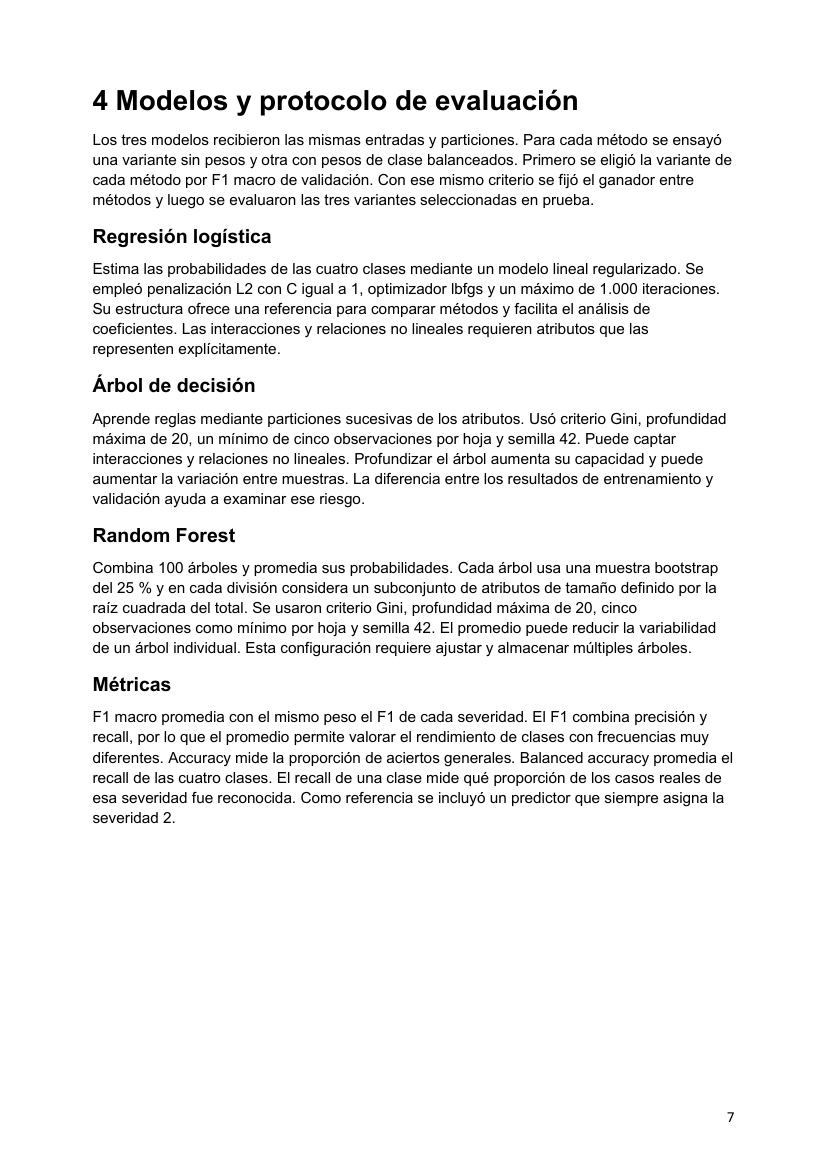 4 Modelos y protocolo de evaluación
Los tres modelos recibieron las mismas entradas y particiones. Para cada método se ensayó
una variante sin pesos y otra con pesos de clase balanceados. Primero se eligió la variante de
cada método por F1 macro de validación. Con ese mismo criterio se fijó el ganador entre
métodos y luego se evaluaron las tres variantes seleccionadas en prueba.
Regresión logística
Estima las probabilidades de las cuatro clases mediante un modelo lineal regularizado. Se
empleó penalización L2 con C igual a 1, optimizador lbfgs y un máximo de 1.000 iteraciones.
Su estructura ofrece una referencia para comparar métodos y facilita el análisis de
coeficientes. Las interacciones y relaciones no lineales requieren atributos que las
representen explícitamente.
Árbol de decisión
Aprende reglas mediante particiones sucesivas de los atributos. Usó criterio Gini, profundidad
máxima de 20, un mínimo de cinco observaciones por hoja y semilla 42. Puede captar
interacciones y relaciones no lineales. Profundizar el árbol aumenta su capacidad y puede
aumentar la variación entre muestras. La diferencia entre los resultados de entrenamiento y
validación ayuda a examinar ese riesgo.
Random Forest
Combina 100 árboles y promedia sus probabilidades. Cada árbol usa una muestra bootstrap
del 25 % y en cada división considera un subconjunto de atributos de tamaño definido por la
raíz cuadrada del total. Se usaron criterio Gini, profundidad máxima de 20, cinco
observaciones como mínimo por hoja y semilla 42. El promedio puede reducir la variabilidad
de un árbol individual. Esta configuración requiere ajustar y almacenar múltiples árboles.
Métricas
F1 macro promedia con el mismo peso el F1 de cada severidad. El F1 combina precisión y
recall, por lo que el promedio permite valorar el rendimiento de clases con frecuencias muy
diferentes. Accuracy mide la proporción de aciertos generales. Balanced accuracy promedia el
recall de las cuatro clases. El recall de una clase mide qué proporción de los casos reales de
esa severidad fue reconocida. Como referencia se incluyó un predictor que siempre asigna la
severidad 2.
7